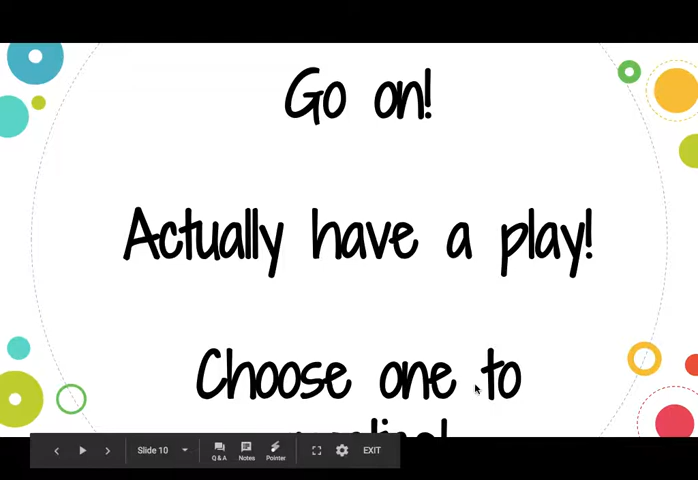 Go on!
Actually have a play!
Choose one to
Slide 10
Q & A
Notes
Pointer
EXIT